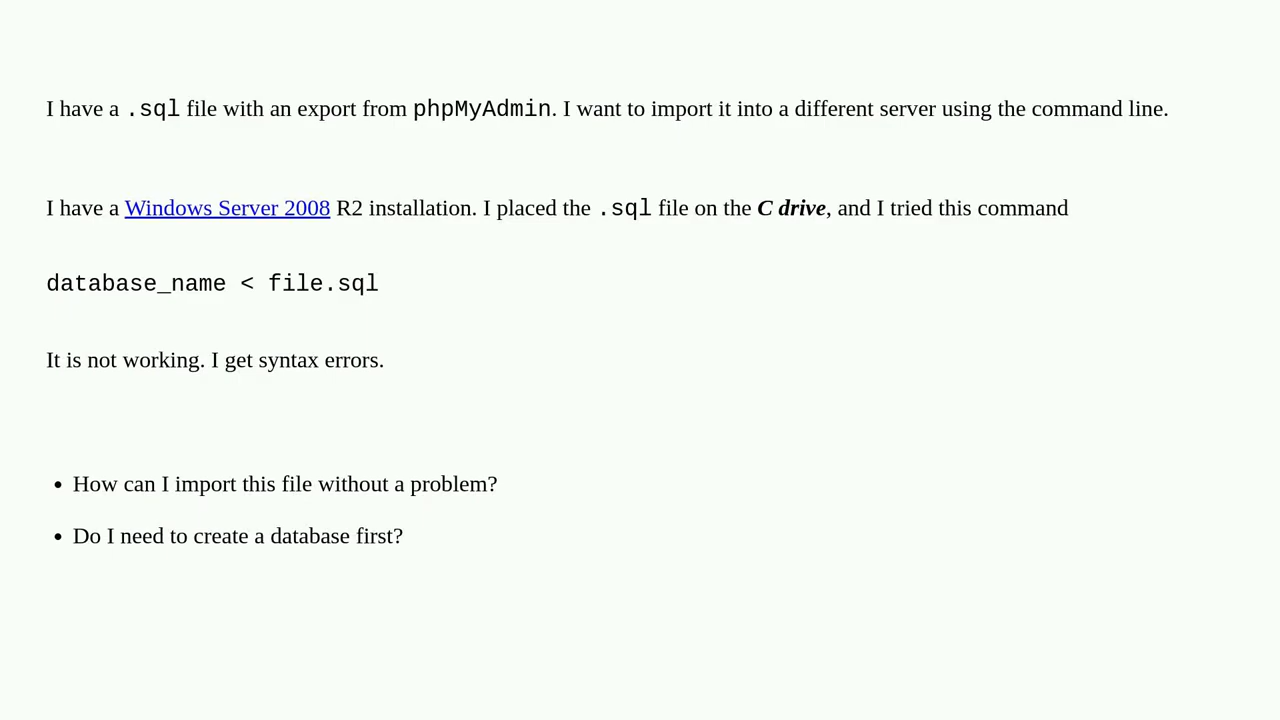 I have a .sql file with an export from phpMyAdmin. I want to import it into a different server using the command line.
I have a Windows Server 2008 R2 installation. I placed the .sql file on the C drive, and I tried this command
database_name < file.sql
It is not working. I get syntax errors.
• How can I import this file without a problem?
• Do I need to create a database first?